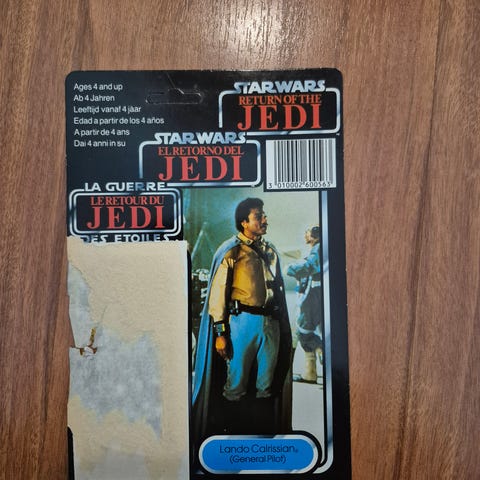 Ages 4 and up
Ab 4 Jahren
Leeftijd vanaf 4 jáar
Edad a partir de los 4 años
A partir de 4 ans
Dai 4 anni in su
STAR WARS
RETURN OF THE
JEDI
STAR WARS
EL RETORNO DEL
JEDI
3 010002 600563
LA GUERRE
LE RETOUR DU
JEDI
DES ETOILES
Lando Calrissian®
(General Pilot)